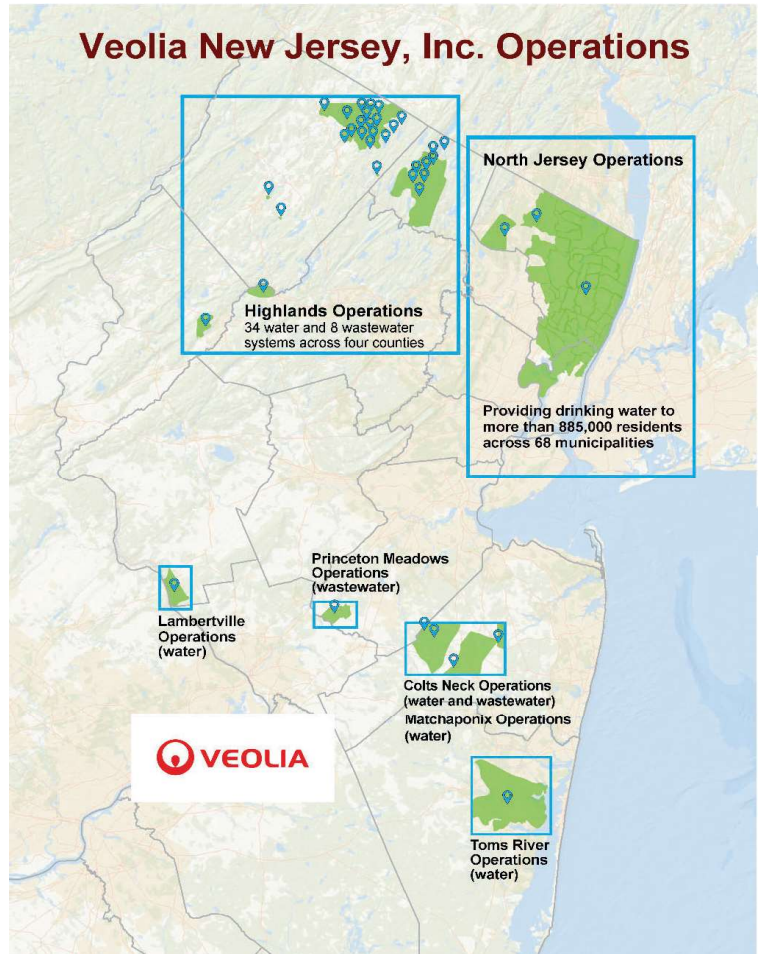 Veolia New Jersey, Inc. Operations
North Jersey Operations
Highlands Operations
34 water and 8 wastewater
systems across four counties
Providing drinking water to
more than 885,000 residents
across 68 municipalities
Princeton Meadows
Operations
(wastewater)
Lambertville
Operations
(water)
Colts Neck Operations
(water and wastewater)
Matchaponix Operations
(water)
VEOLIA
Toms River
Operations
(water)